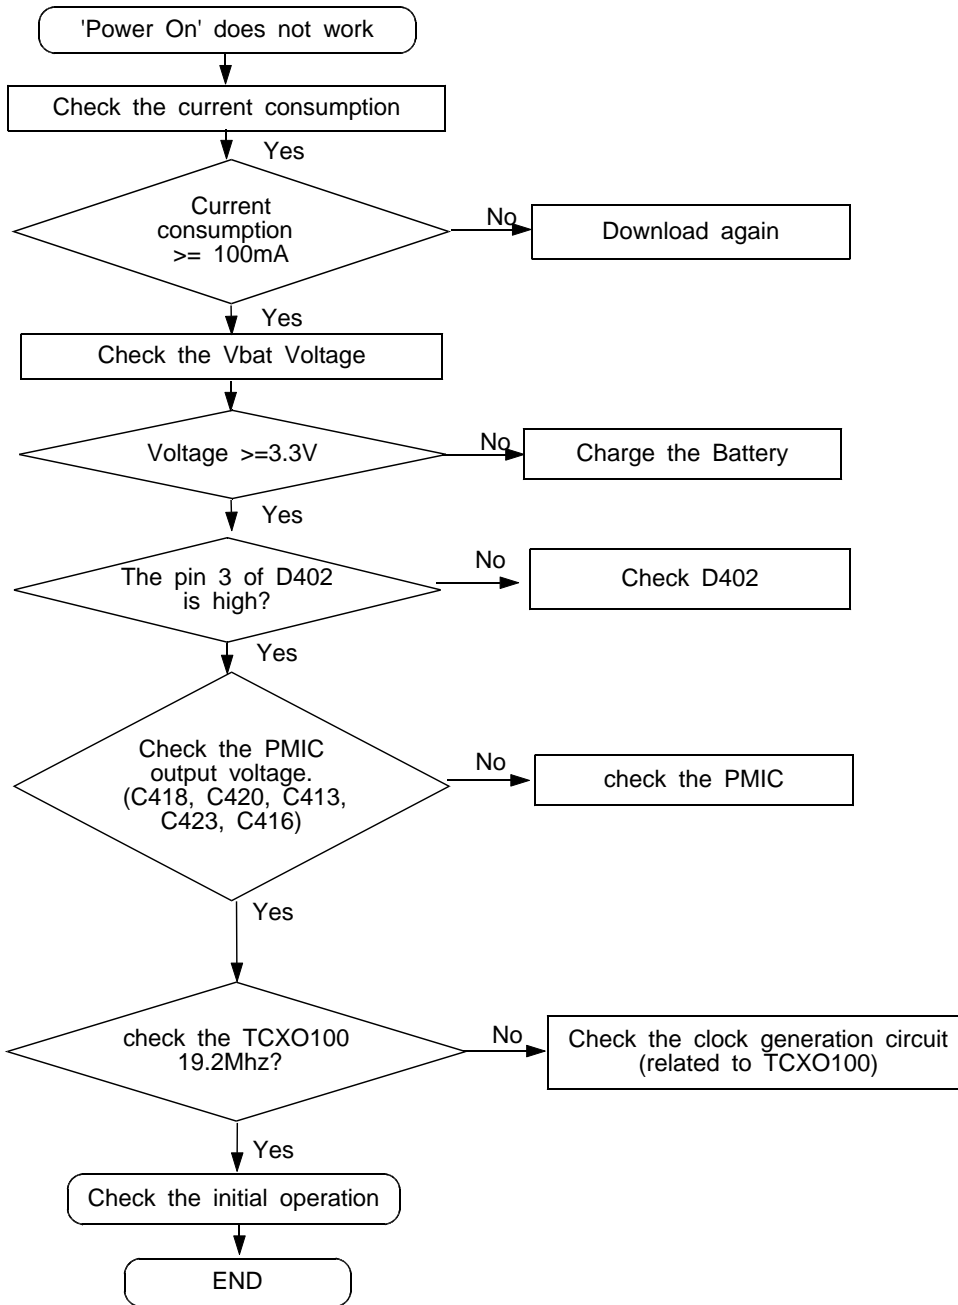 'Power On' does not work
Check the current consumption
Yes
Current
consumption
>= 100mA
No
Download again
Yes
Check the Vbat Voltage
Voltage >=3.3V
No
Charge the Battery
Yes
The pin 3 of D402
is high?
No
Check D402
Yes
Check the PMIC
output voltage.
(C418, C420, C413,
C423, C416)
No
check the PMIC
Yes
check the TCXO100
19.2Mhz?
No
Check the clock generation circuit
(related to TCXO100)
Yes
Check the initial operation
END